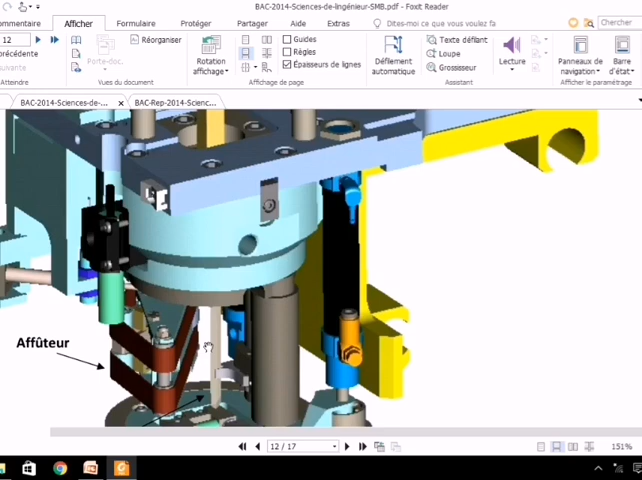 BAC-2014-Sciences-de-ingénieur-SMB.pdf - Foxit Reader
ommentaire Afficher Formulaire Protéger Partager Aide Extras Dites-moi ce que vous voulez fa Chercher
12
précédente
Atteindre
Porte-doc...
Réorganiser
Vues du document
Rotation
affichage
Guides
Règles
Épaisseurs de lignes
Affichage de page
Défilement
automatique
Texte défilant
Loupe
Grossisseur
Assistant
Lecture
Panneaux de
navigation
Barre
d'état
Afficher le paramétrage
BAC-2014-Sciences-de-... BAC-Rep-2014-Scienc...
Affûteur
12 / 17
151%